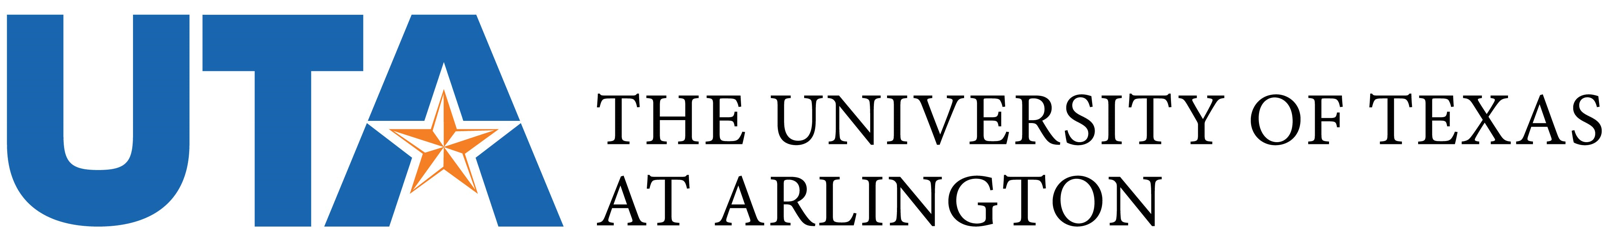 UTA
THE UNIVERSITY OF TEXAS
AT ARLINGTON